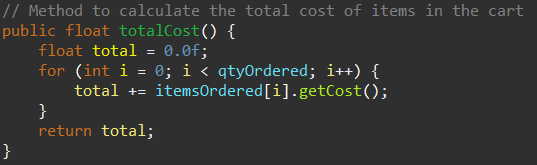 // Method to calculate the total cost of items in the cart
public float totalCost() {
    float total = 0.0f;
    for (int i = 0; i < qtyOrdered; i++) {
        total += itemsOrdered[i].getCost();
    }
    return total;
}